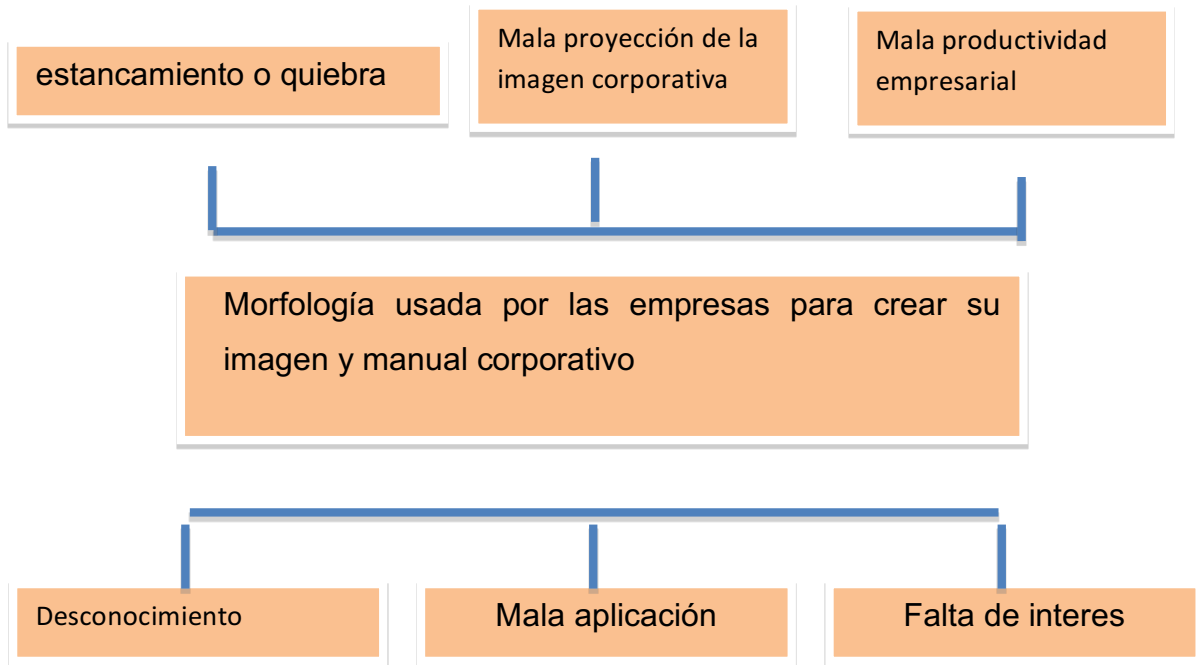 estancamiento o quiebra
Mala proyección de la
imagen corporativa
Mala productividad
empresarial
Morfología usada por las empresas para crear su
imagen y manual corporativo
Desconocimiento
Mala aplicación
Falta de interes